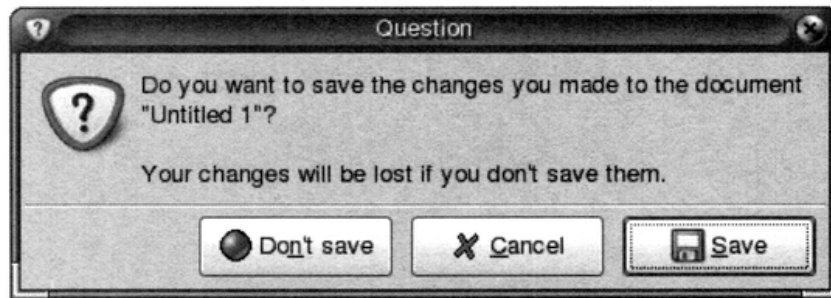 Question
Do you want to save the changes you made to the document
"Untitled 1"?
Your changes will be lost if you don't save them.
Don't save
Cancel
Save